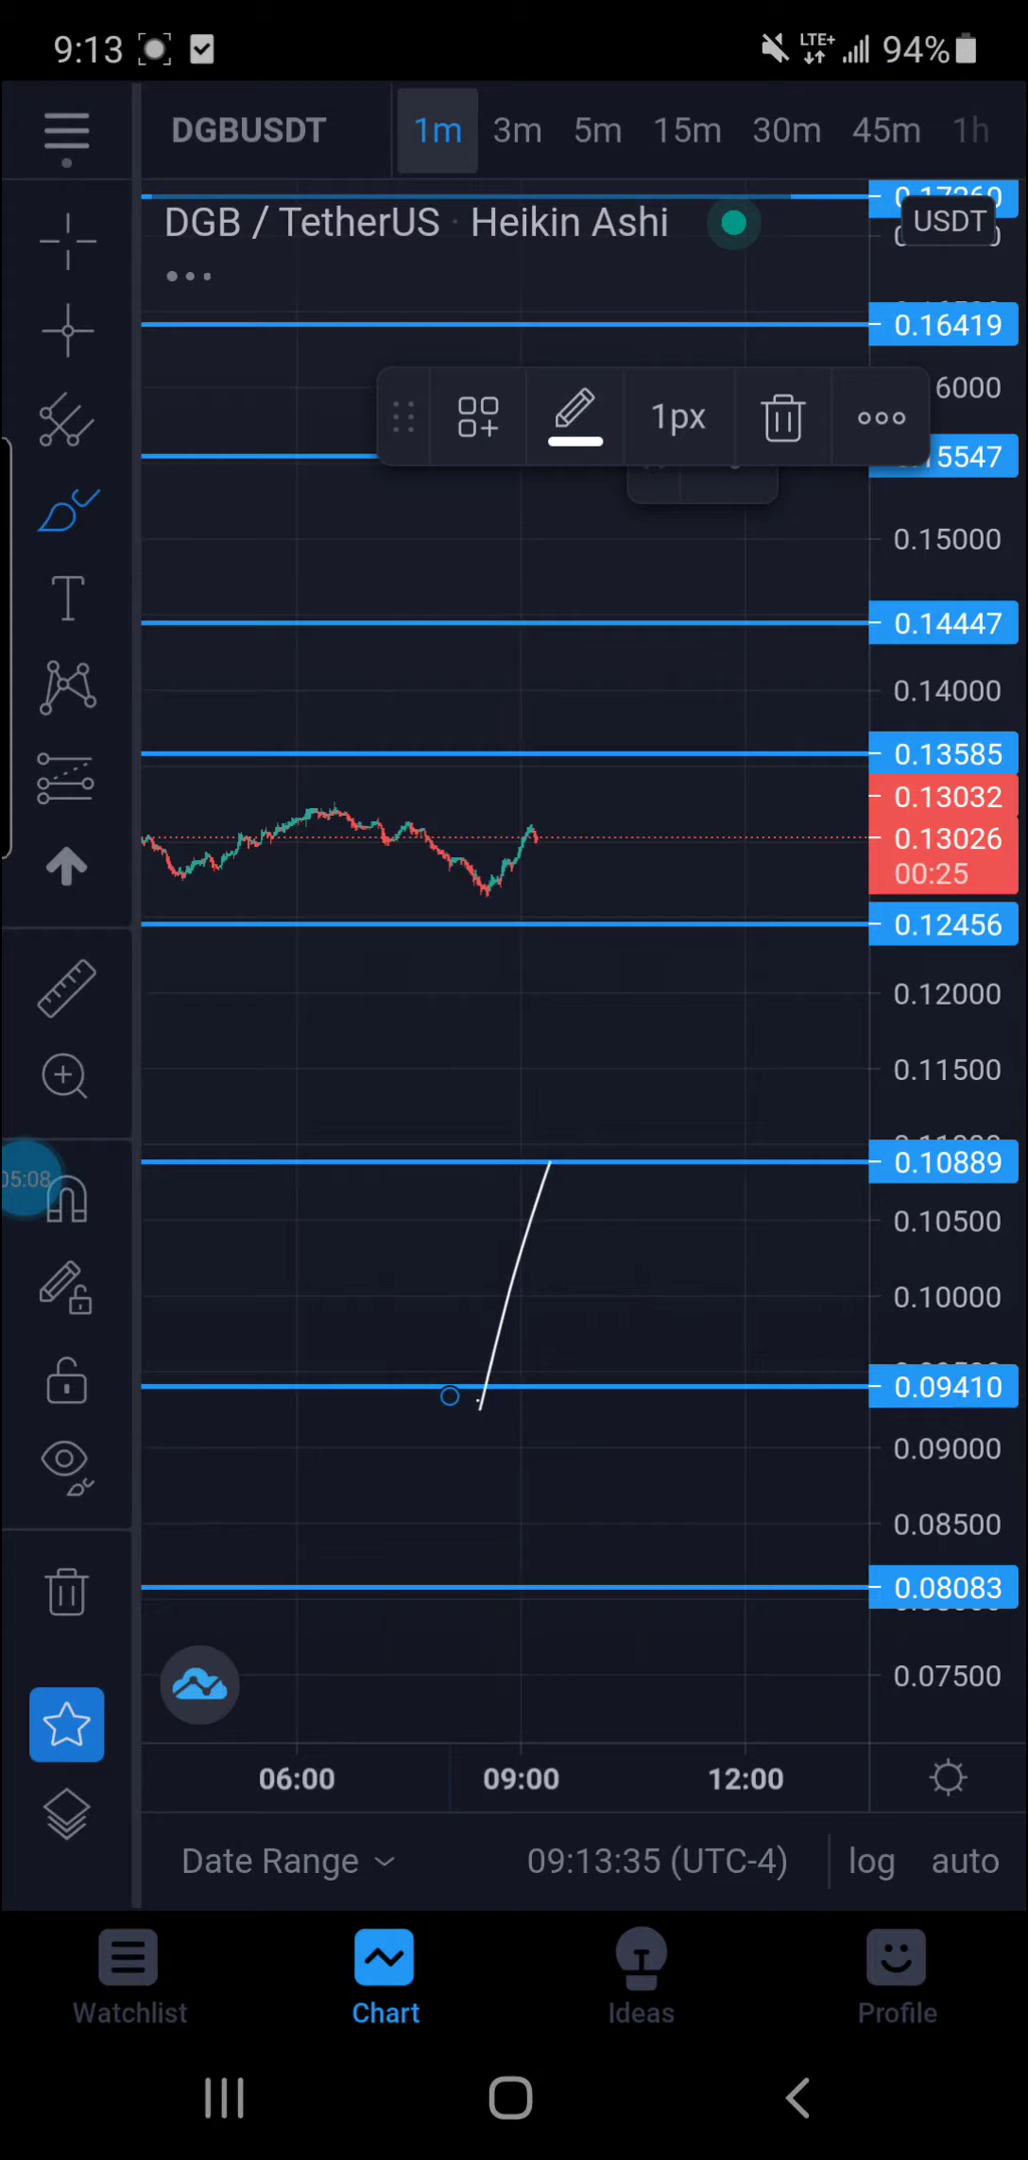 9:13 LTE+ 94%
DGBUSDT 1m 3m 5m 15m 30m 45m 1h
DGB / TetherUS · Heikin Ashi
USDT
0.16419
6000
1px
5547
0.15000
0.14447
0.14000
0.13585
0.13032
0.13026
00:25
0.12456
0.12000
0.11500
05:08
0.10889
0.10500
0.10000
0.09410
0.09000
0.08500
0.08083
0.07500
06:00 09:00 12:00
Date Range 09:13:35 (UTC-4) log auto
Watchlist Chart Ideas Profile